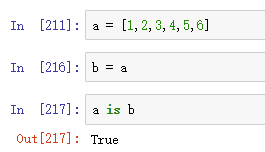 In [211]: a = [1,2,3,4,5,6]
In [216]: b = a
In [217]: a is b
Out[217]: True